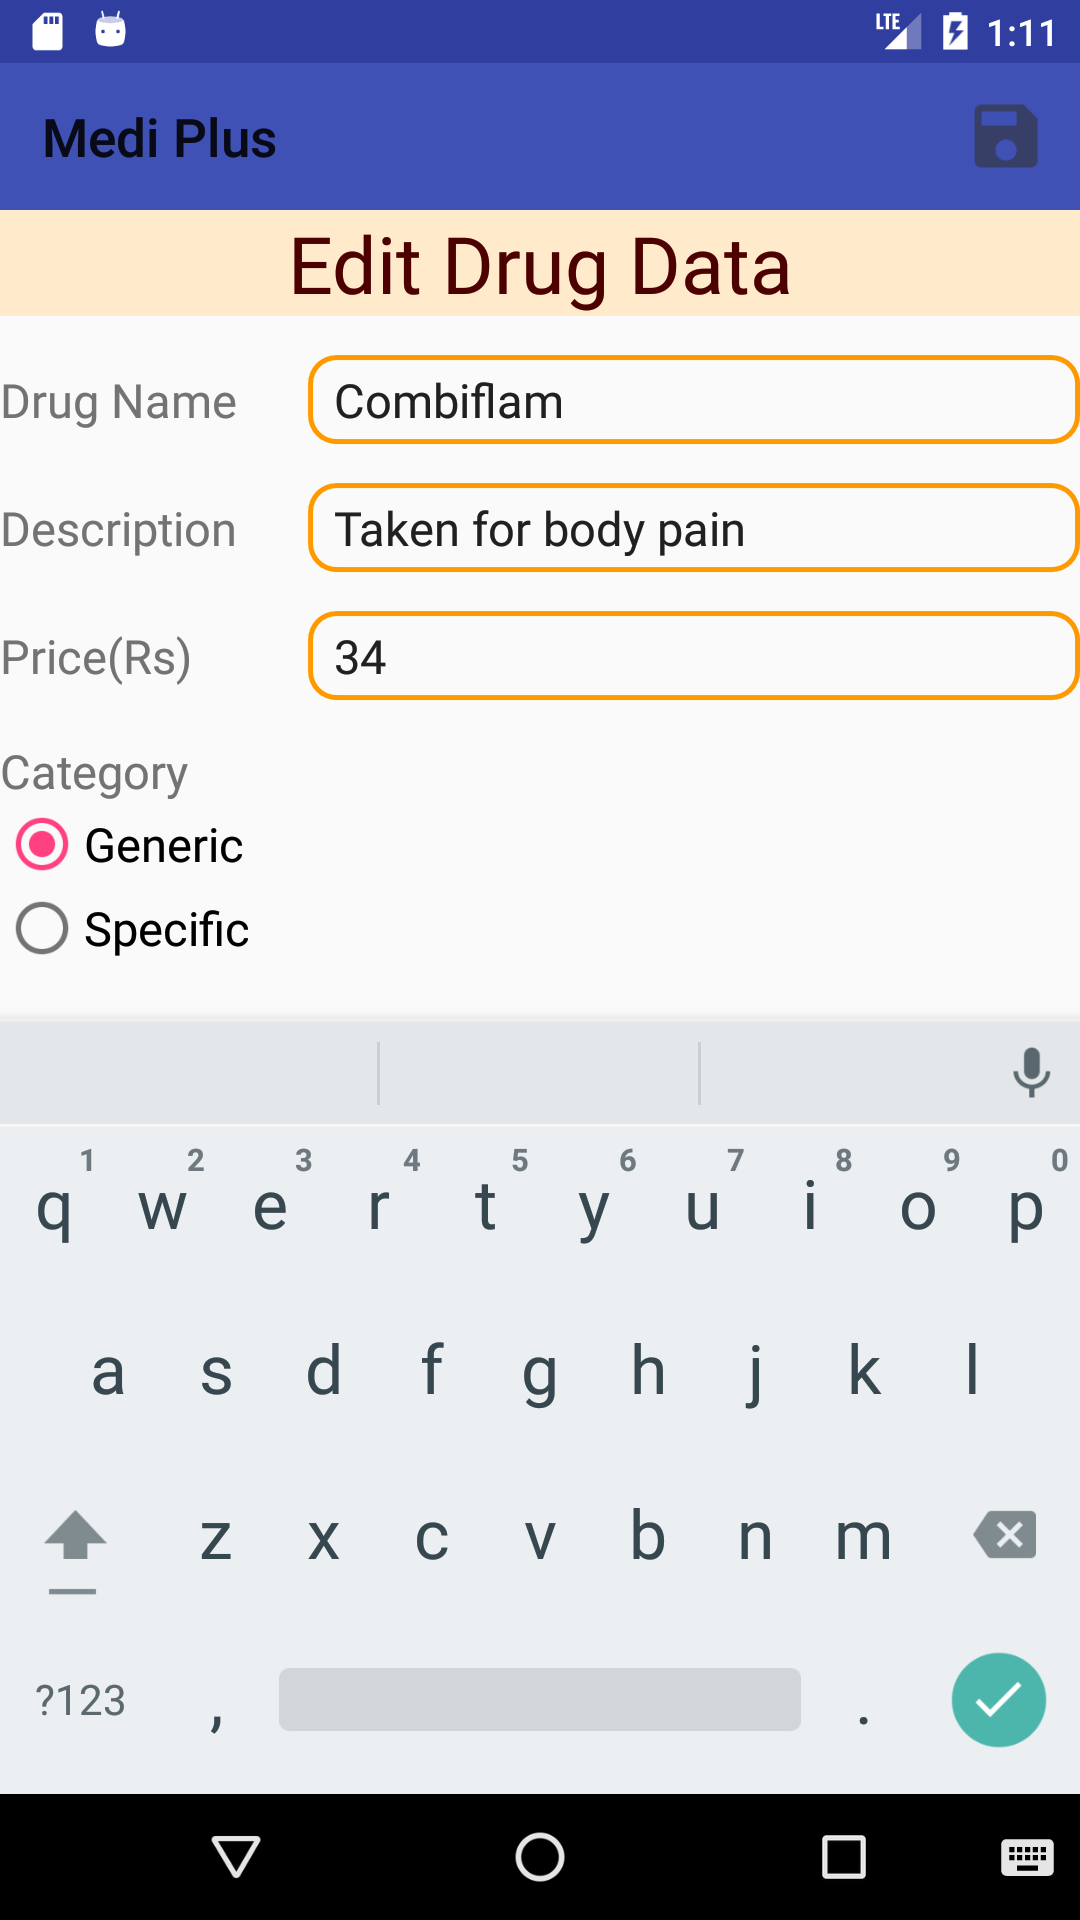 LTE 1:11
Medi Plus
Edit Drug Data
Drug Name Combiflam
Description Taken for body pain
Price(Rs) 34
Category
Generic
Specific
1 2 3 4 5 6 7 8 9 0
q w e r t y u i o p
a s d f g h j k l
z x c v b n m
?123 , .